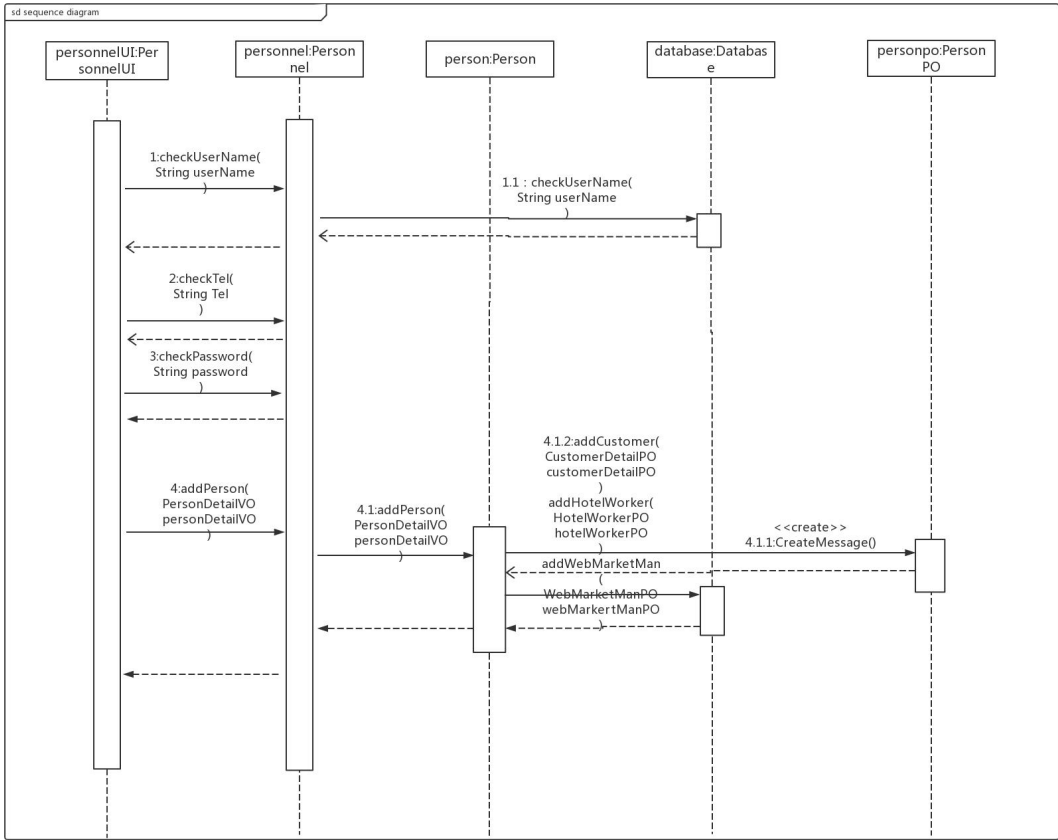 sd sequence diagram
personnelUI:Per
sonnelUI
personnel:Person
nel
person:Person
database:Databas
e
personpo:Person
PO
1:checkUserName(
String userName
)
1.1：checkUserName(
String userName
)
2:checkTel(
String Tel
)
3:checkPassword(
String password
)
4:addPerson(
PersonDetailVO
personDetailVO
)
4.1:addPerson(
PersonDetailVO
personDetailVO
)
4.1.2:addCustomer(
CustomerDetailPO
customerDetailPO
)
addHotelWorker(
HotelWorkerPO
hotelWorkerPO
)
addWebMarketMan
(
WebMarketManPO
webMarkertManPO
)
<<create>>
4.1.1:CreateMessage()